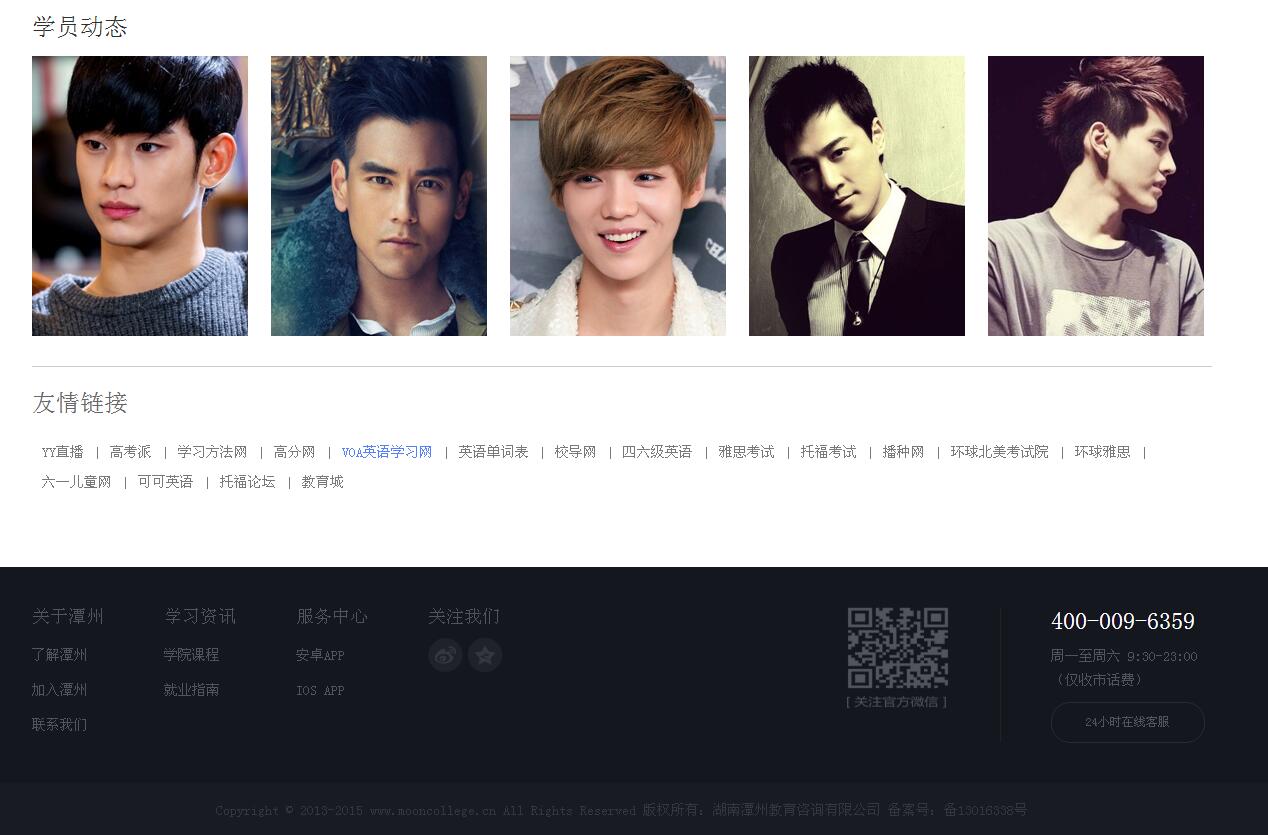 学员动态
友情链接
YY直播 | 高考派 | 学习方法网 | 高分网 | VOA英语学习网 | 英语单词表 | 校导网 | 四六级英语 | 雅思考试 | 托福考试 | 播种网 | 环球北美考试院 | 环球雅思 |
六一儿童网 | 可可英语 | 托福论坛 | 教育城
关于潭州 学习资讯 服务中心 关注我们
了解潭州 学院课程 安卓APP
加入潭州 就业指南 IOS APP
联系我们
[ 关注官方微信 ]
400-009-6359
周一至周六 9:30-23:00
（仅收市话费）
24小时在线客服
Copyright © 2013-2015 www.mooncollege.cn All Rights Reserved 版权所有：湖南潭州教育咨询有限公司 备案号：备13016338号